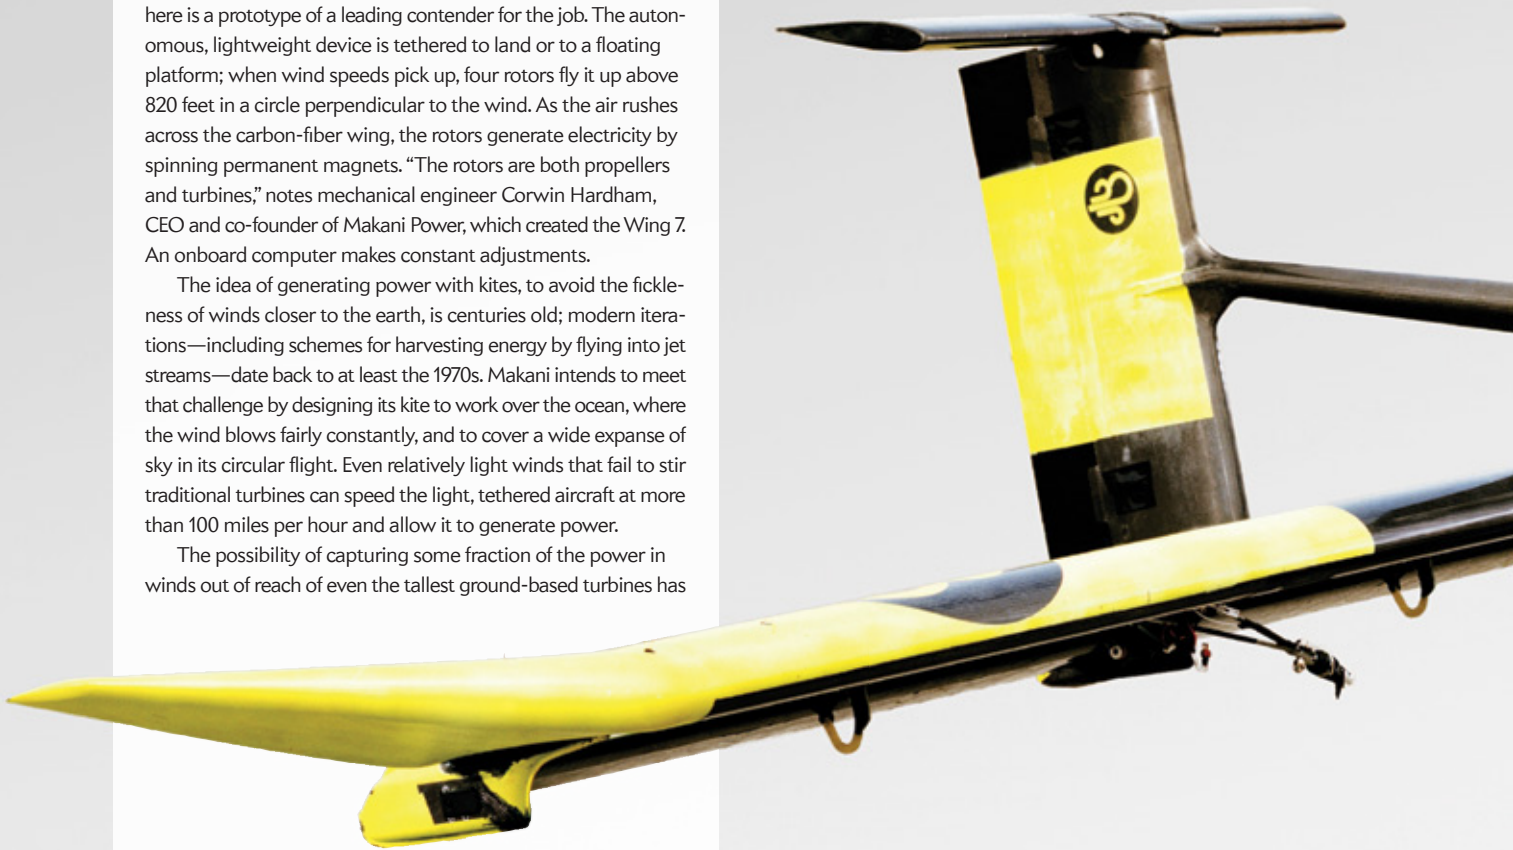 here is a prototype of a leading contender for the job. The auton-
omous, lightweight device is tethered to land or to a floating
platform; when wind speeds pick up, four rotors fly it up above
820 feet in a circle perpendicular to the wind. As the air rushes
across the carbon-fiber wing, the rotors generate electricity by
spinning permanent magnets. “The rotors are both propellers
and turbines,” notes mechanical engineer Corwin Hardham,
CEO and co-founder of Makani Power, which created the Wing 7.
An onboard computer makes constant adjustments.
The idea of generating power with kites, to avoid the fickle-
ness of winds closer to the earth, is centuries old; modern itera-
tions—including schemes for harvesting energy by flying into jet
streams—date back to at least the 1970s. Makani intends to meet
that challenge by designing its kite to work over the ocean, where
the wind blows fairly constantly, and to cover a wide expanse of
sky in its circular flight. Even relatively light winds that fail to stir
traditional turbines can speed the light, tethered aircraft at more
than 100 miles per hour and allow it to generate power.
The possibility of capturing some fraction of the power in
winds out of reach of even the tallest ground-based turbines has